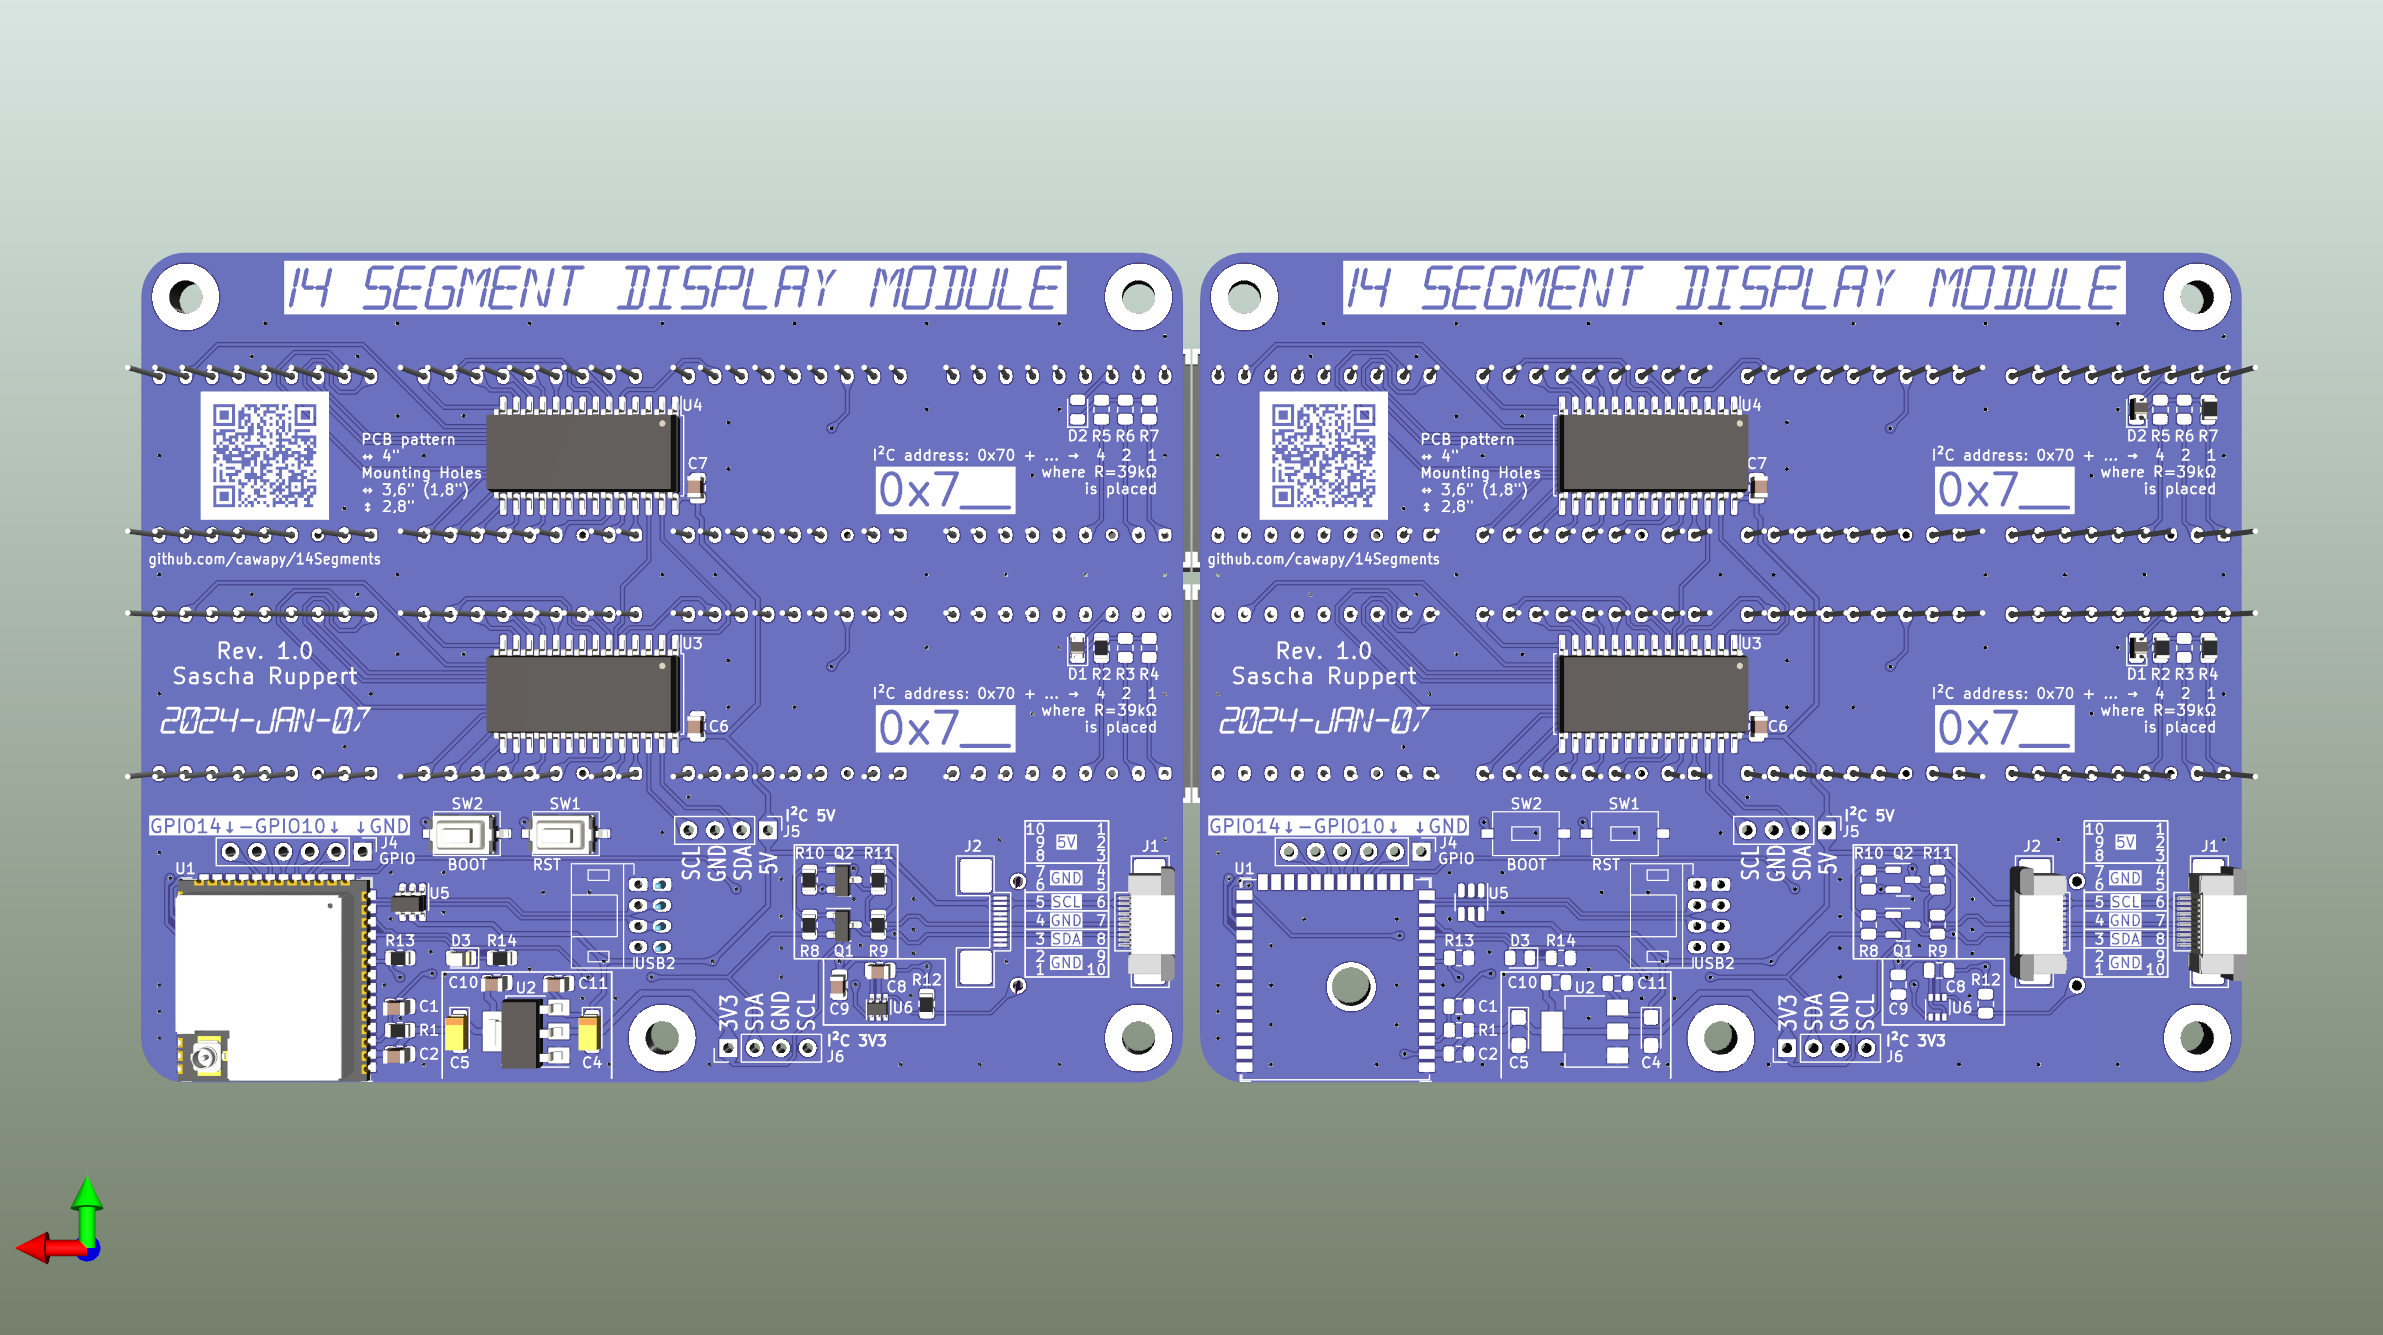 14 SEGMENT DISPLAY MODULE
U4
PCB pattern
↔ 4"
Mounting Holes
↔ 3,6" (1,8")
↕ 2,8"
C7
D2 R5 R6 R7
I²C address: 0x70 + ... → 4 2 1
where R=39kΩ
is placed
0x7__
github.com/cawapy/14Segments
Rev. 1.0
Sascha Ruppert
2024-JAN-07
U3
C6
D1 R2 R3 R4
I²C address: 0x70 + ... → 4 2 1
where R=39kΩ
is placed
0x7__
GPIO14↓-GPIO10↓ ↓GND
J4
GPIO
SW2
BOOT
SW1
RST
I²C 5V
J5
SCL
GND
SDA
5V
U1
U5
R13
D3
R14
USB2
C10
U2
C11
C1
R1
C2
C5
C4
R10 Q2 R11
R8 Q1 R9
C9
C8
U6
R12
3V3
SDA
GND
SCL
I²C 3V3
J6
J2
10 1
9 5V 2
8 3
7 GND 4
6 5
5 SCL 6
4 GND 7
3 SDA 8
2 GND 9
1 10
J1
14 SEGMENT DISPLAY MODULE
U4
PCB pattern
↔ 4"
Mounting Holes
↔ 3,6" (1,8")
↕ 2,8"
C7
D2 R5 R6 R7
I²C address: 0x70 + ... → 4 2 1
where R=39kΩ
is placed
0x7__
github.com/cawapy/14Segments
Rev. 1.0
Sascha Ruppert
2024-JAN-07
U3
C6
D1 R2 R3 R4
I²C address: 0x70 + ... → 4 2 1
where R=39kΩ
is placed
0x7__
GPIO14↓-GPIO10↓ ↓GND
J4
GPIO
SW2
BOOT
SW1
RST
I²C 5V
J5
SCL
GND
SDA
5V
U1
U5
R13
D3
R14
USB2
C10
U2
C11
C1
R1
C2
C5
C4
R10 Q2 R11
R8 Q1 R9
C9
C8
U6
R12
3V3
SDA
GND
SCL
I²C 3V3
J6
J2
10 1
9 5V 2
8 3
7 GND 4
6 5
5 SCL 6
4 GND 7
3 SDA 8
2 GND 9
1 10
J1